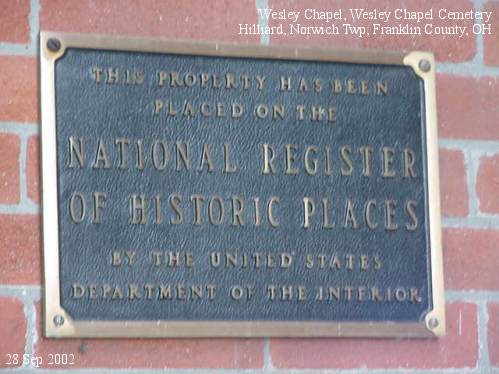 Wesley Chapel, Wesley Chapel Cemetery
Hilliard, Norwich Twp, Franklin County, OH
THIS PROPERTY HAS BEEN
PLACED ON THE
NATIONAL REGISTER
OF HISTORIC PLACES
BY THE UNITED STATES
DEPARTMENT OF THE INTERIOR
28 Sep 2002